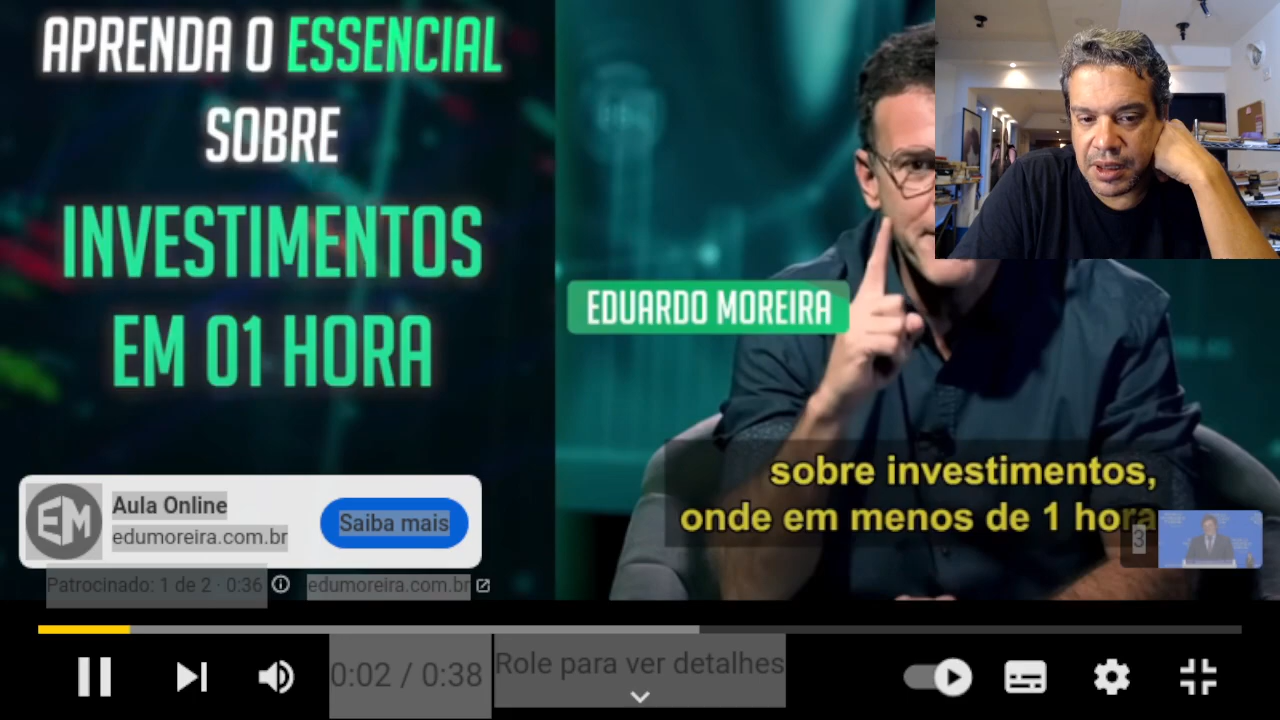 APRENDA O ESSENCIAL
SOBRE
INVESTIMENTOS
EM 01 HORA
EDUARDO MOREIRA
sobre investimentos,
onde em menos de 1 hora
3
EM
Aula Online
edumoreira.com.br
Saiba mais
Patrocinado: 1 de 2 · 0:36
edumoreira.com.br
0:02 / 0:38
Role para ver detalhes